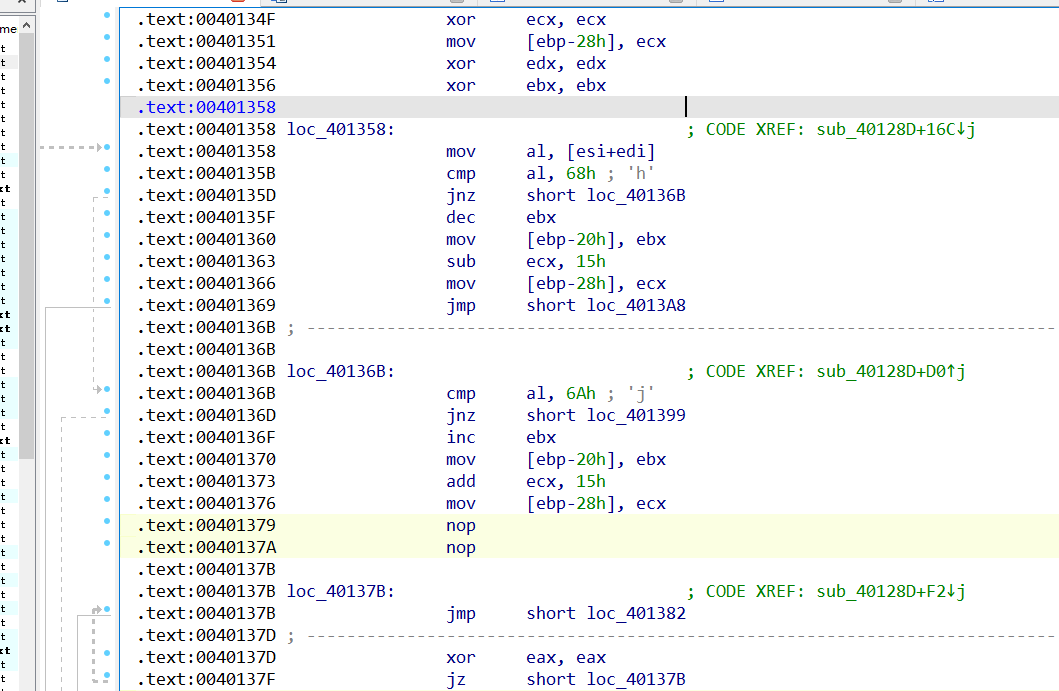 .text:0040134F xor ecx, ecx
.text:00401351 mov [ebp-28h], ecx
.text:00401354 xor edx, edx
.text:00401356 xor ebx, ebx
.text:00401358
.text:00401358 loc_401358: ; CODE XREF: sub_40128D+16C↓j
.text:00401358 mov al, [esi+edi]
.text:0040135B cmp al, 68h ; 'h'
.text:0040135D jnz short loc_40136B
.text:0040135F dec ebx
.text:00401360 mov [ebp-20h], ebx
.text:00401363 sub ecx, 15h
.text:00401366 mov [ebp-28h], ecx
.text:00401369 jmp short loc_4013A8
.text:0040136B ; ---------------------------------------------------------------------------
.text:0040136B
.text:0040136B loc_40136B: ; CODE XREF: sub_40128D+D0↑j
.text:0040136B cmp al, 6Ah ; 'j'
.text:0040136D jnz short loc_401399
.text:0040136F inc ebx
.text:00401370 mov [ebp-20h], ebx
.text:00401373 add ecx, 15h
.text:00401376 mov [ebp-28h], ecx
.text:00401379 nop
.text:0040137A nop
.text:0040137B
.text:0040137B loc_40137B: ; CODE XREF: sub_40128D+F2↓j
.text:0040137B jmp short loc_401382
.text:0040137D ; ---------------------------------------------------------------------------
.text:0040137D xor eax, eax
.text:0040137F jz short loc_40137B